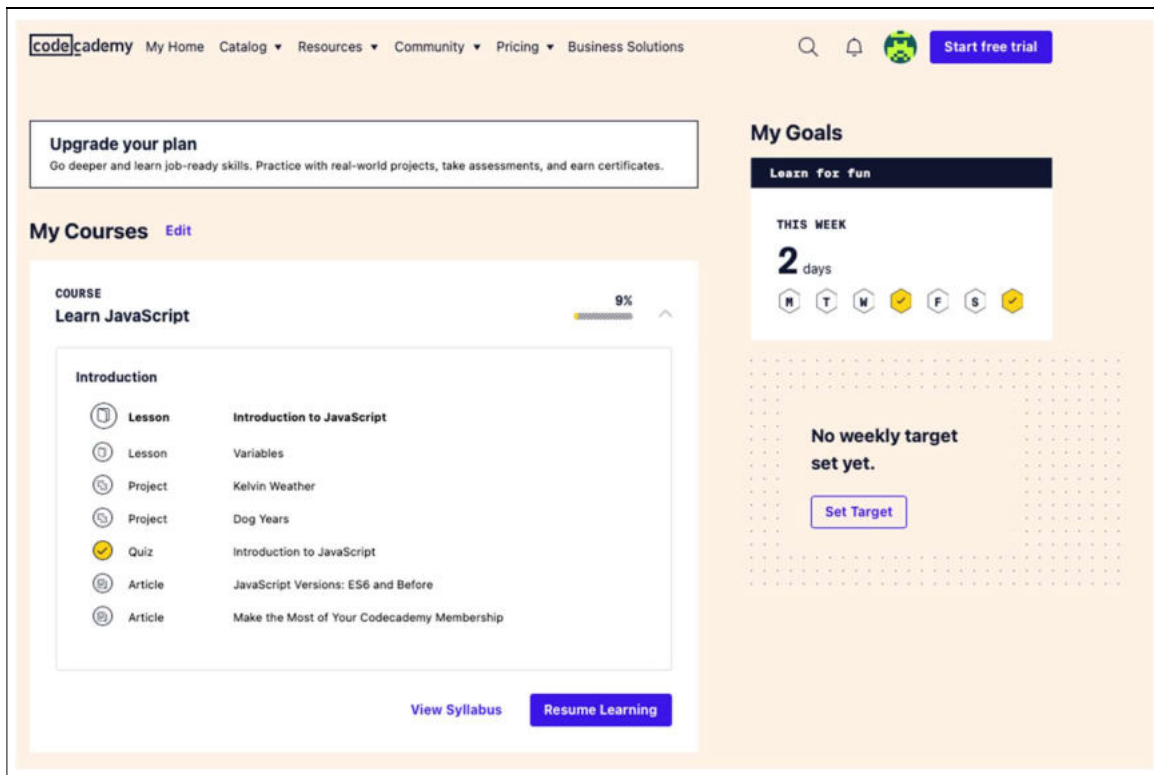 codecademy My Home Catalog Resources Community Pricing Business Solutions Start free trial
Upgrade your plan
Go deeper and learn job-ready skills. Practice with real-world projects, take assessments, and earn certificates.
My Courses Edit
COURSE
Learn JavaScript
9%
Introduction
Lesson Introduction to JavaScript
Lesson Variables
Project Kelvin Weather
Project Dog Years
Quiz Introduction to JavaScript
Article JavaScript Versions: ES6 and Before
Article Make the Most of Your Codecademy Membership
View Syllabus Resume Learning
My Goals
Learn for fun
THIS WEEK
2 days
M T W F S
No weekly target
set yet.
Set Target